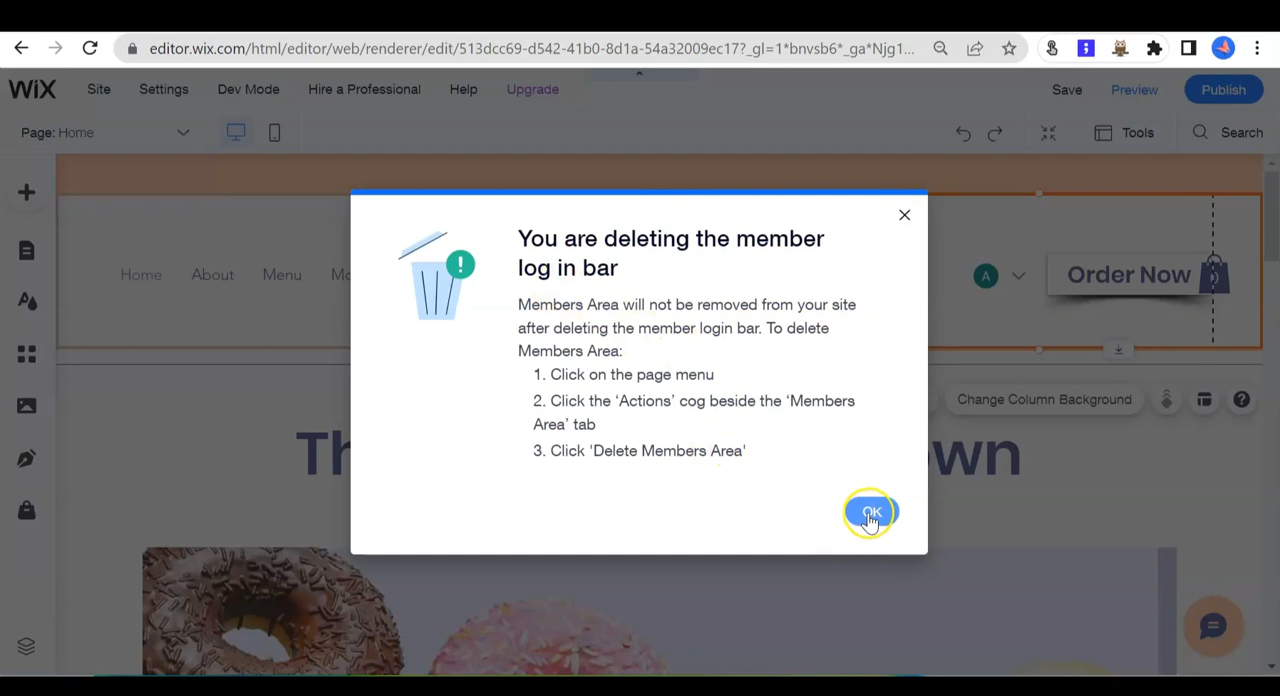 editor.wix.com/html/editor/web/renderer/edit/513dcc69-d542-41b0-8d1a-54a32009ec17?_gl=1*bnvsb6*_ga*Njg1...
WiX Site Settings Dev Mode Hire a Professional Help Upgrade Save Preview Publish
Page: Home Tools Search
You are deleting the member
log in bar
Members Area will not be removed from your site
after deleting the member login bar. To delete
Members Area:
1. Click on the page menu
2. Click the ‘Actions’ cog beside the ‘Members
Area’ tab
3. Click 'Delete Members Area'
OK
Home About Menu Mo
A Order Now
Change Column Background
Th
wn